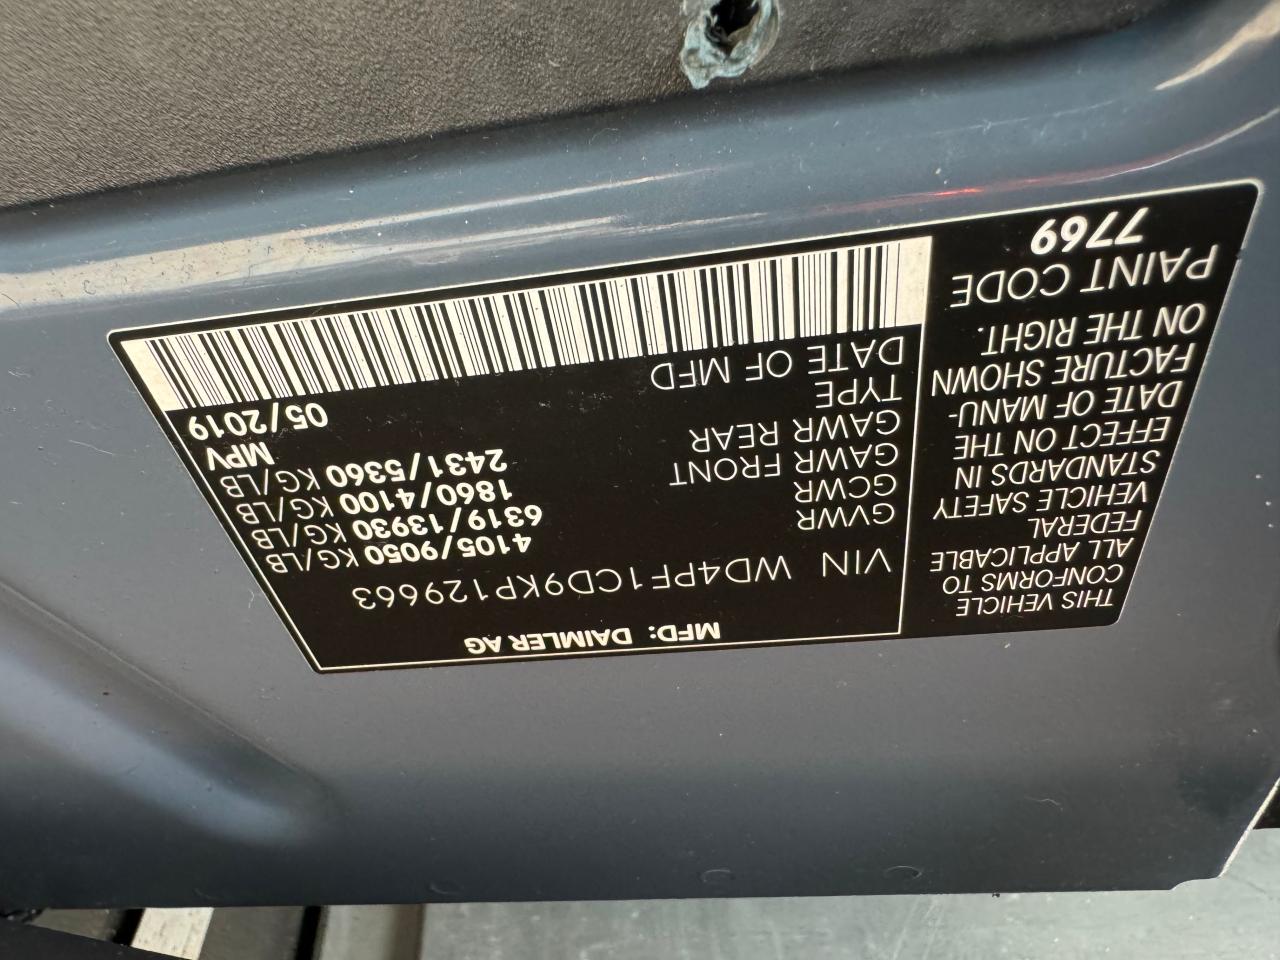 MFD: DAIMLER AG
VIN WD4PF1CD9KP129663
GVWR 4105/9050 KG/LB
GCWR 6319/13930 KG/LB
GAWR FRONT 1860/4100 KG/LB
GAWR REAR 2431/5360 KG/LB
TYPE MPV
DATE OF MFD 05/2019
THIS VEHICLE
CONFORMS TO
ALL APPLICABLE
FEDERAL
VEHICLE SAFETY
STANDARDS IN
EFFECT ON THE
DATE OF MANU-
FACTURE SHOWN
ON THE RIGHT.
PAINT CODE
7769